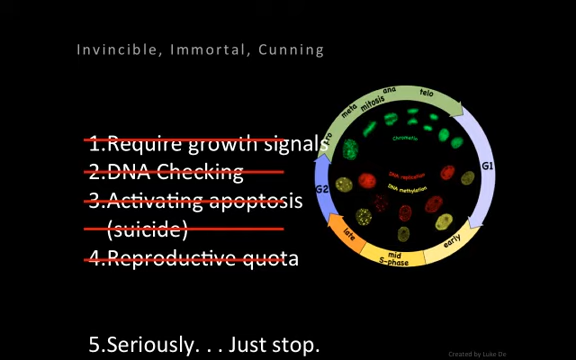 Invincible, Immortal, Cunning
1.Require growth signals
2.DNA Checking
3.Activating apoptosis
(suicide)
4.Reproductive quota
5.Seriously. . . Just stop.
ro
meta
and
mitosis
telo
G1
early
mid
S-phase
late
G2
Chromatin
DNA replication
DNA methylation
Created by Luke De